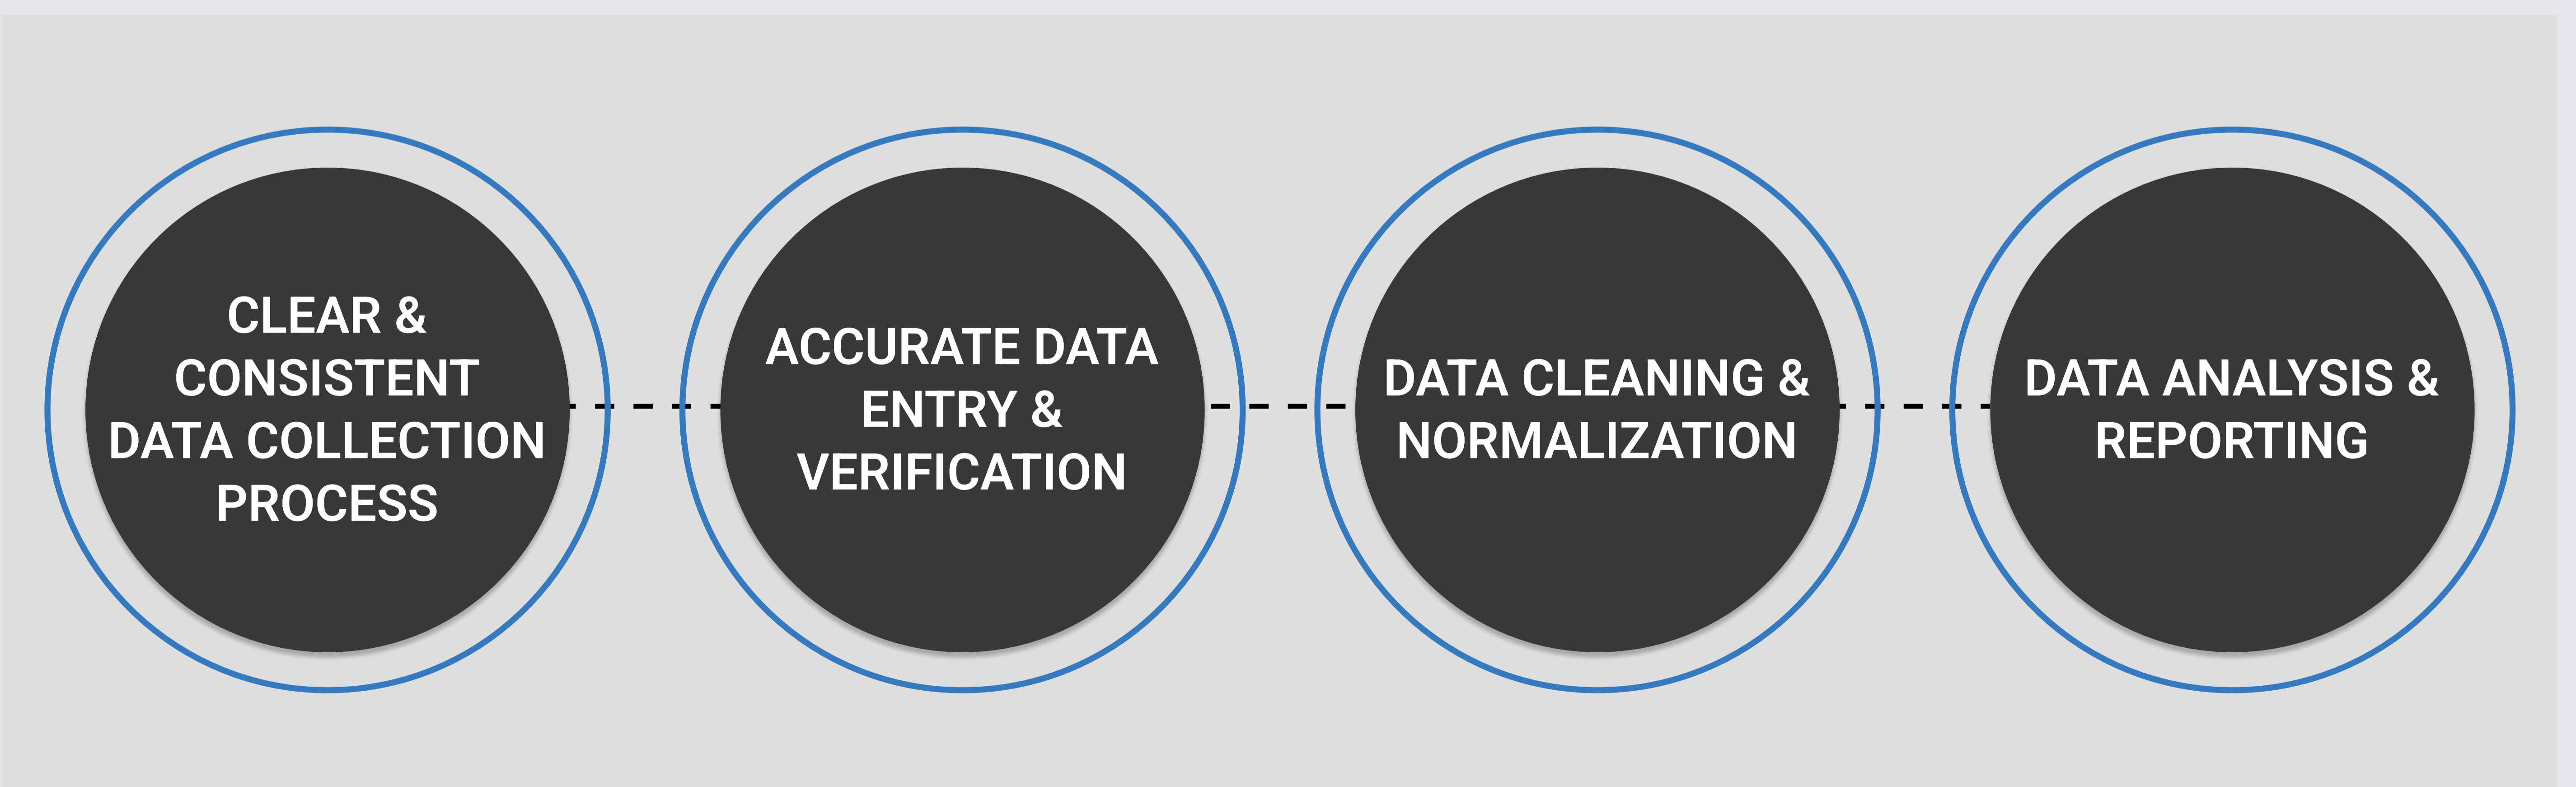 CLEAR &
CONSISTENT
DATA COLLECTION
PROCESS
ACCURATE DATA
ENTRY &
VERIFICATION
DATA CLEANING &
NORMALIZATION
DATA ANALYSIS &
REPORTING